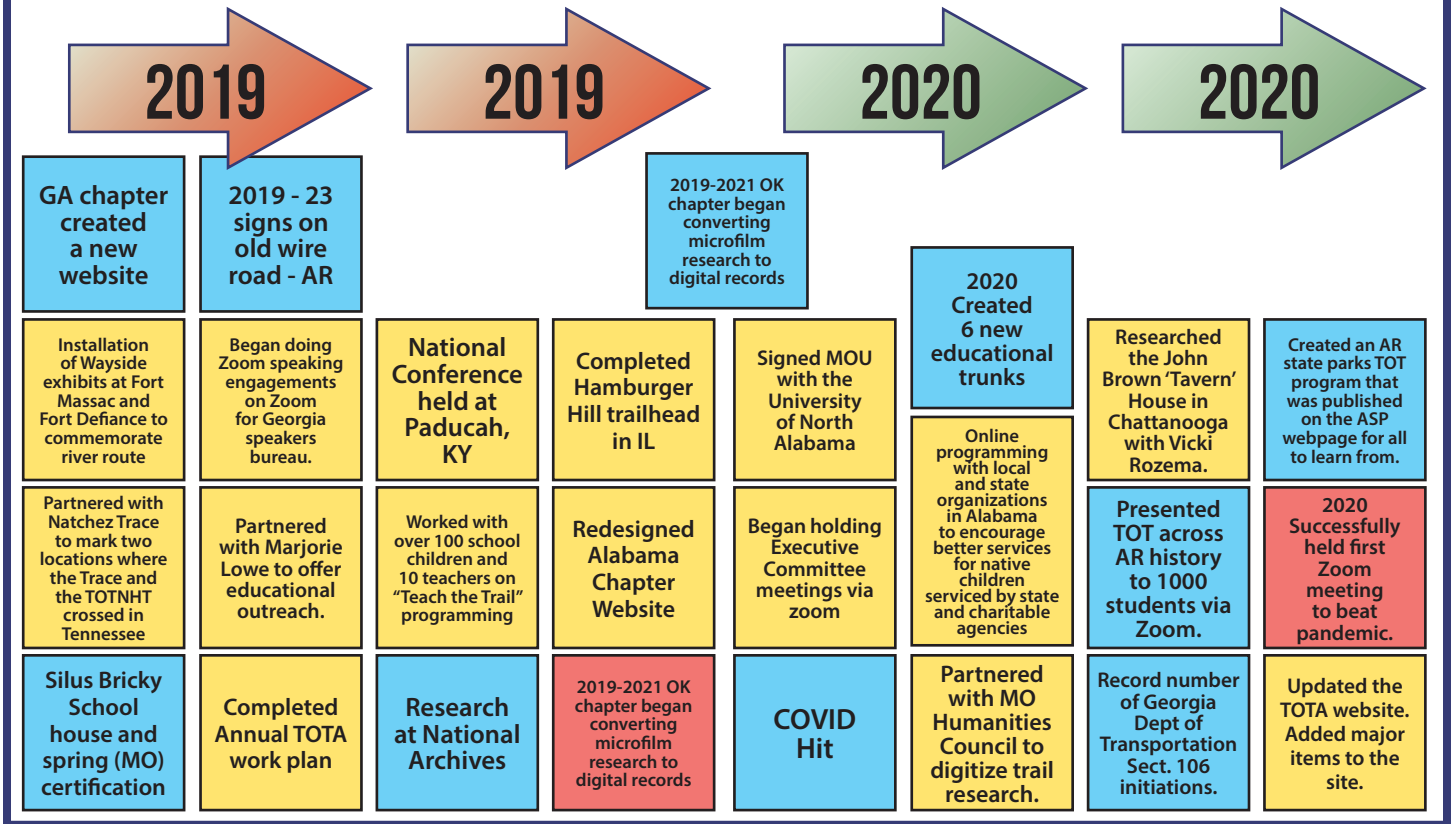 2019
2019
2020
2020
GA chapter
created
a new
website
2019 - 23
signs on
old wire
road - AR
2019-2021 OK
chapter began
converting
microfilm
research to
digital records
2020
Created
6 new
educational
trunks
Installation
of Wayside
exhibits at Fort
Massac and
Fort Defiance to
commemorate
river route
Began doing
Zoom speaking
engagements
on Zoom
for Georgia
speakers
bureau.
National
Conference
held at
Paducah,
KY
Completed
Hamburger
Hill trailhead
in IL
Signed MOU
with the
University
of North
Alabama
Researched
the John
Brown ‘Tavern’
House in
Chattanooga
with Vicki
Rozema.
Created an AR
state parks TOT
program that
was published
on the ASP
webpage for all
to learn from.
Online
programming
with local
and state
organizations
in Alabama
to encourage
better services
for native
children
serviced by state
and charitable
agencies
Partnered with
Natchez Trace
to mark two
locations where
the Trace and
the TOTNHT
crossed in
Tennessee
Partnered
with Marjorie
Lowe to offer
educational
outreach.
Worked with
over 100 school
children and
10 teachers on
“Teach the Trail”
programming
Redesigned
Alabama
Chapter
Website
Began holding
Executive
Committee
meetings via
zoom
Presented
TOT across
AR history
to 1000
students via
Zoom.
2020
Successfully
held first
Zoom
meeting
to beat
pandemic.
Silus Bricky
School
house and
spring (MO)
certification
Completed
Annual TOTA
work plan
Research
at National
Archives
2019-2021 OK
chapter began
converting
microfilm
research to
digital records
COVID
Hit
Partnered
with MO
Humanities
Council to
digitize trail
research.
Record number
of Georgia
Dept of
Transportation
Sect. 106
initiations.
Updated the
TOTA website.
Added major
items to the
site.